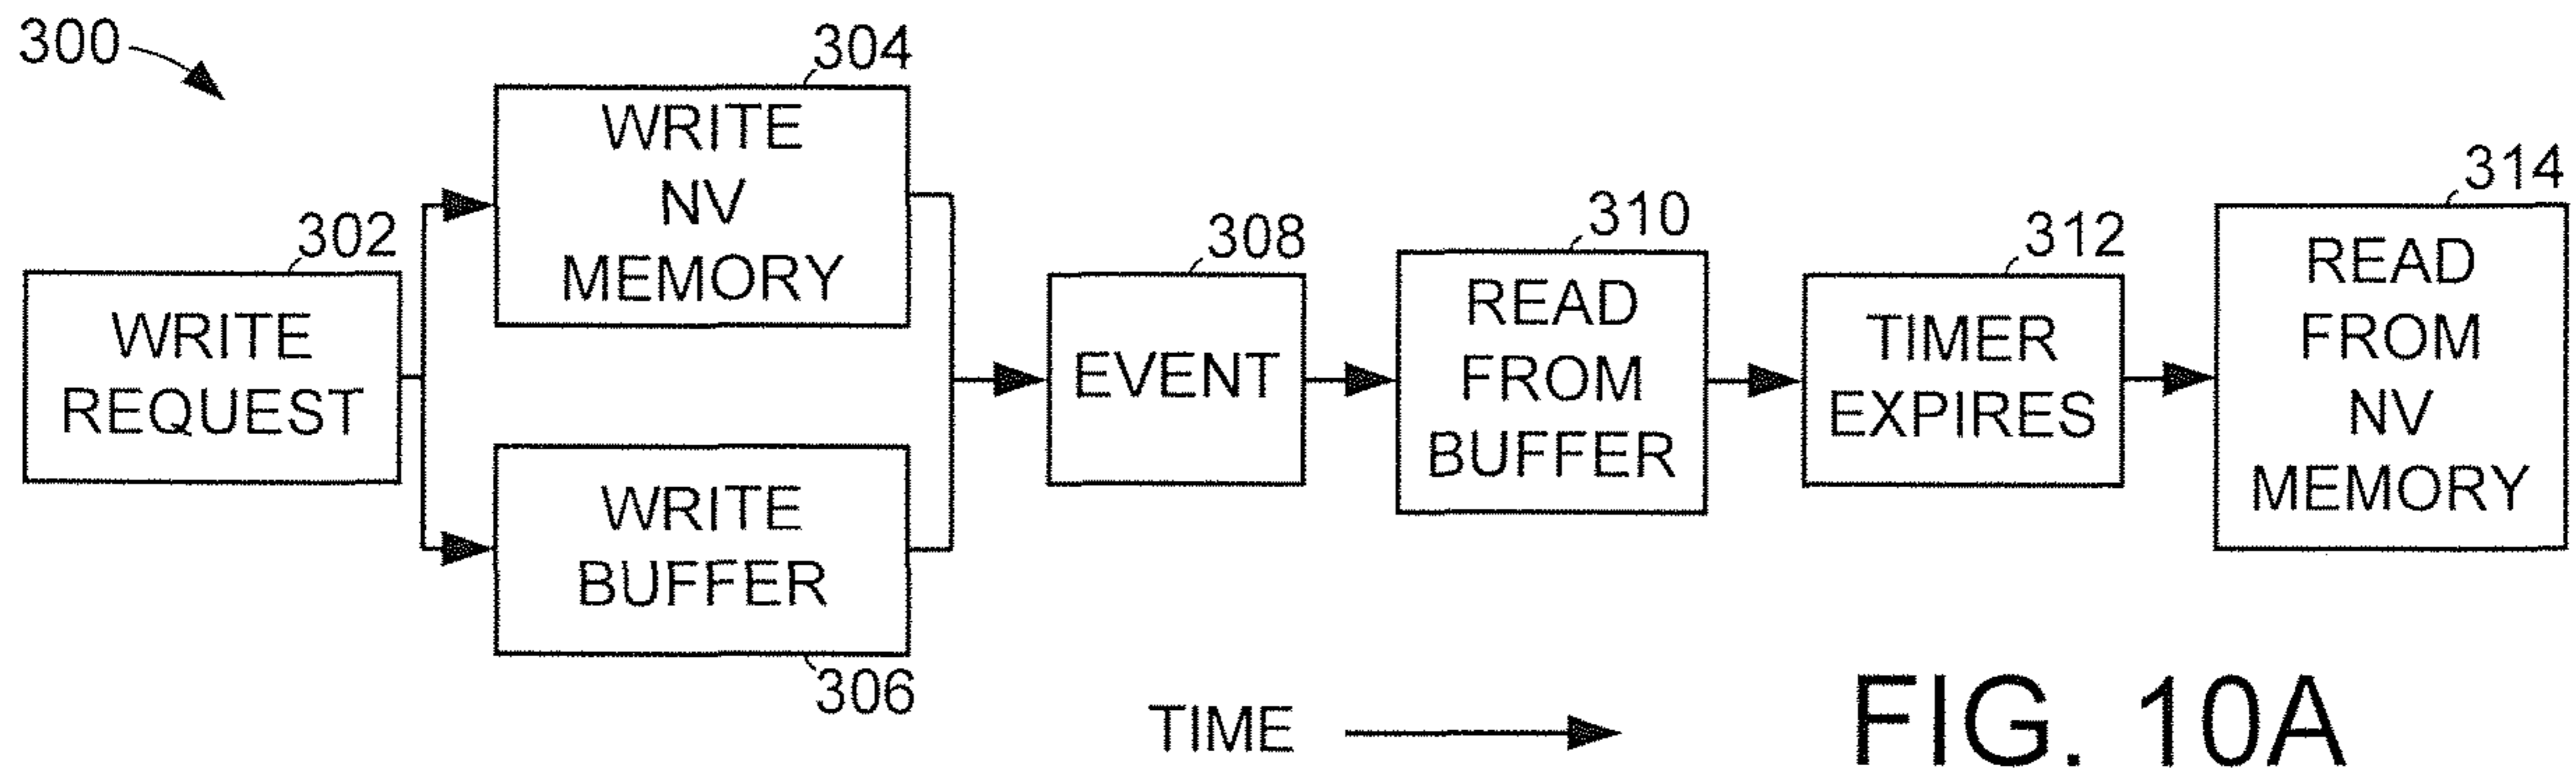 300
302
WRITE
REQUEST
304
WRITE
NV
MEMORY
WRITE
BUFFER
306
308
EVENT
310
READ
FROM
BUFFER
312
TIMER
EXPIRES
314
READ
FROM
NV
MEMORY
TIME
FIG. 10A